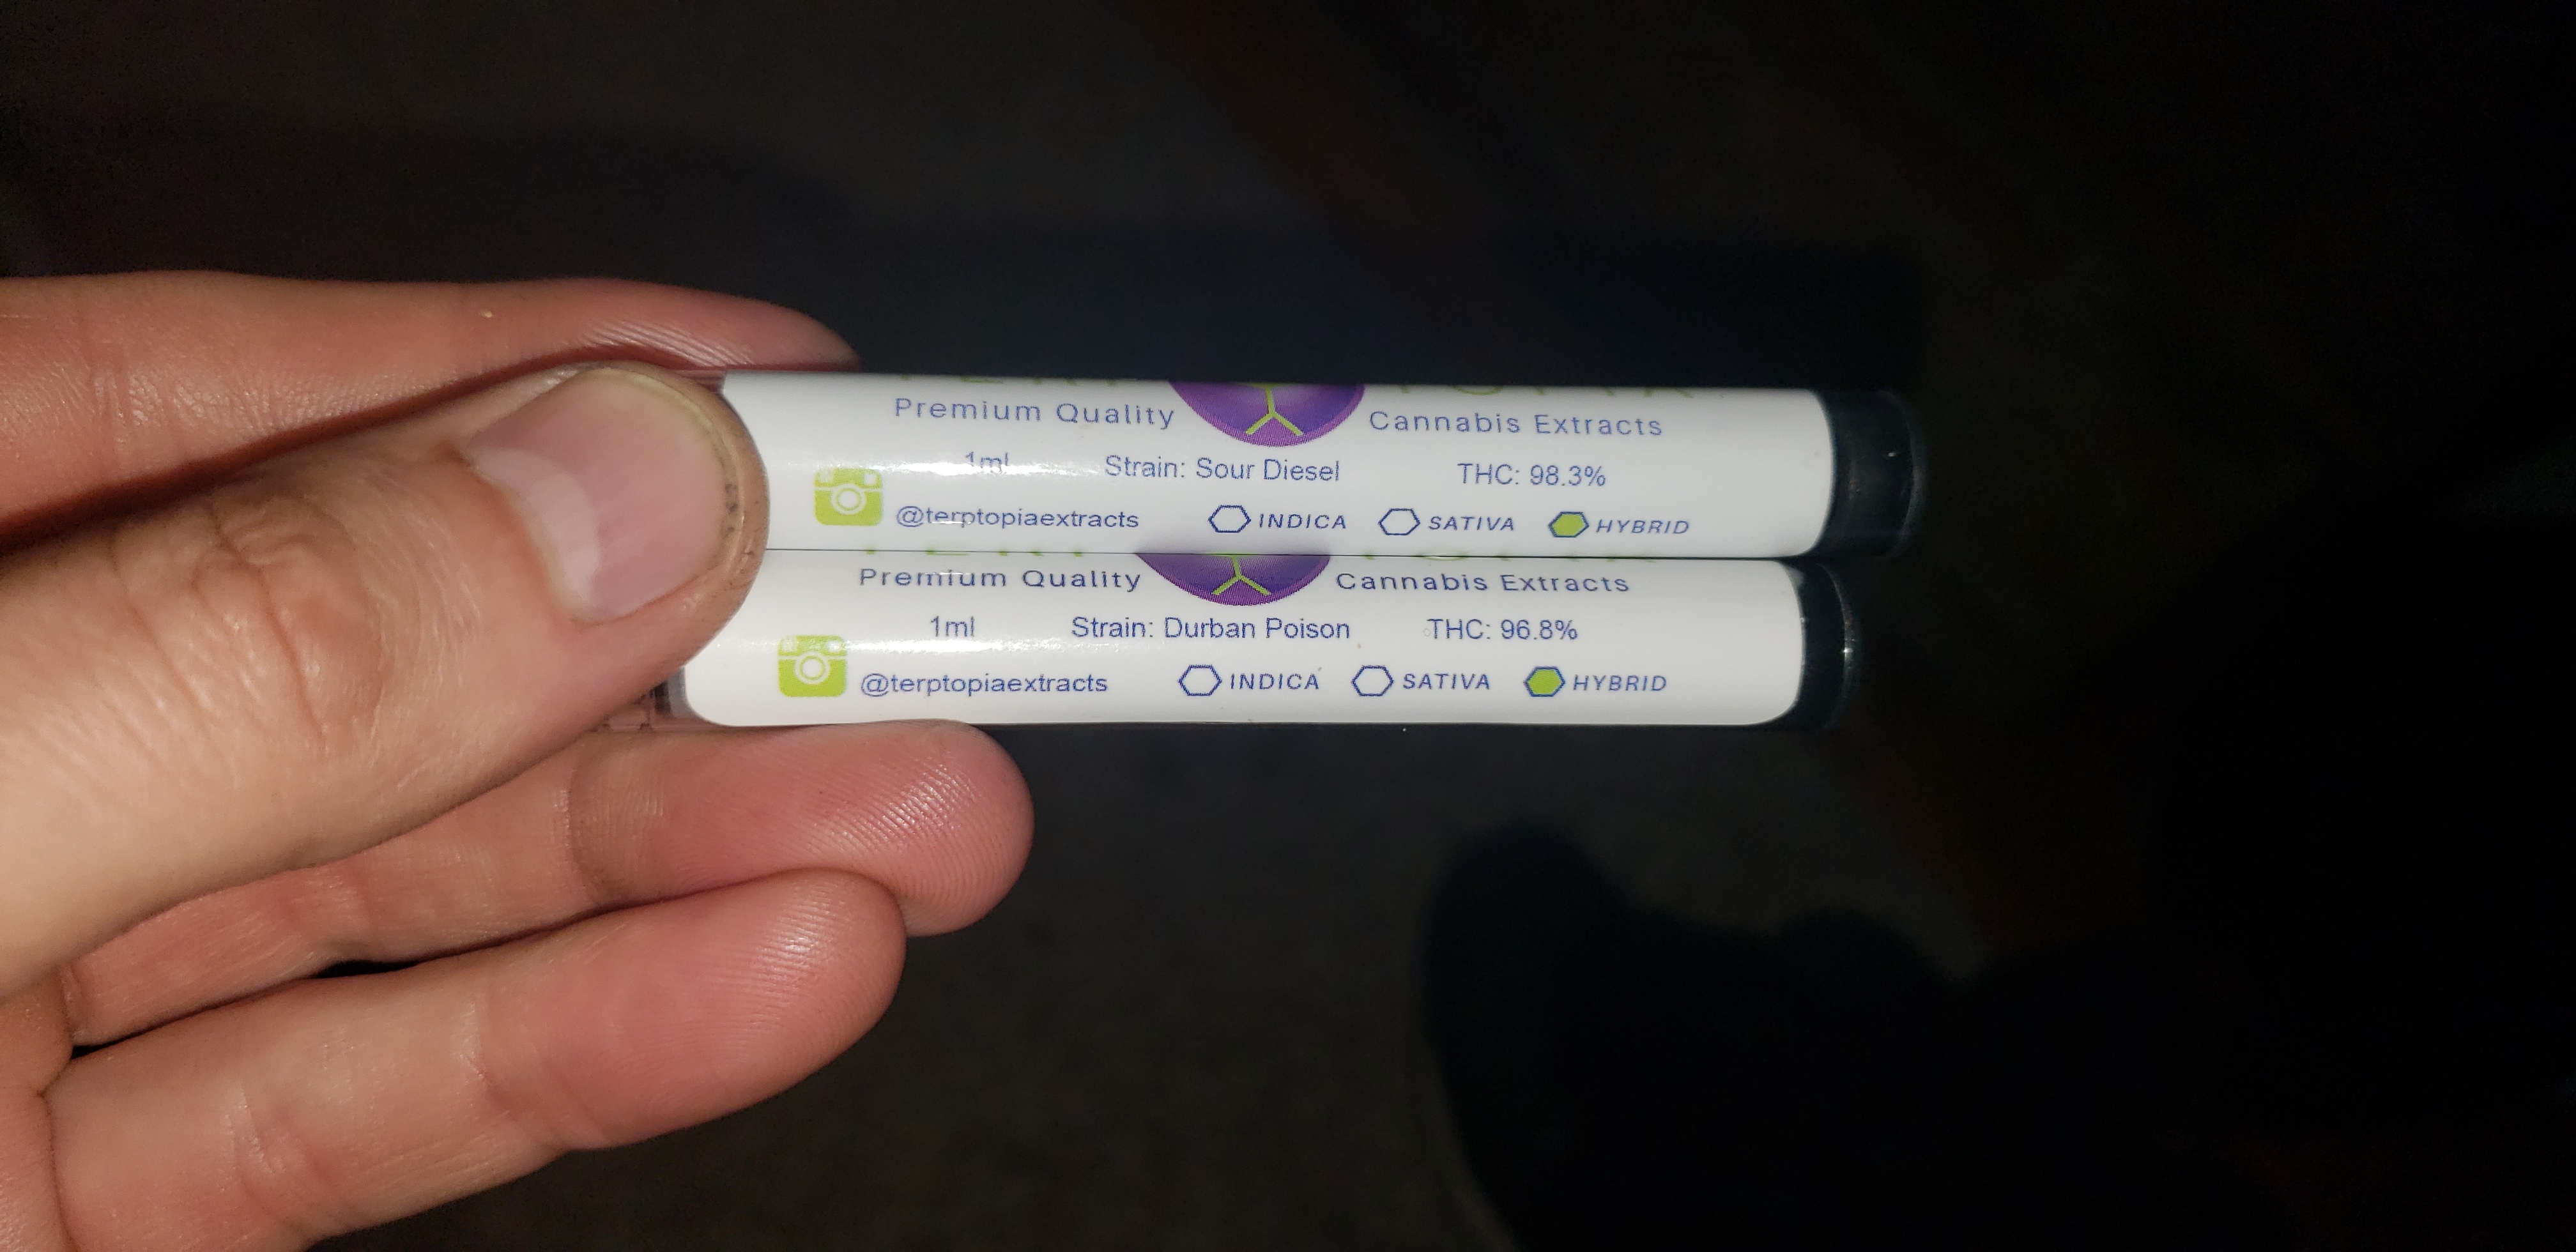 Premium Quality Cannabis Extracts
1ml Strain: Sour Diesel THC: 98.3%
@terptopiaextracts INDICA SATIVA HYBRID
Premium Quality Cannabis Extracts
1ml Strain: Durban Poison THC: 96.8%
@terptopiaextracts INDICA SATIVA HYBRID